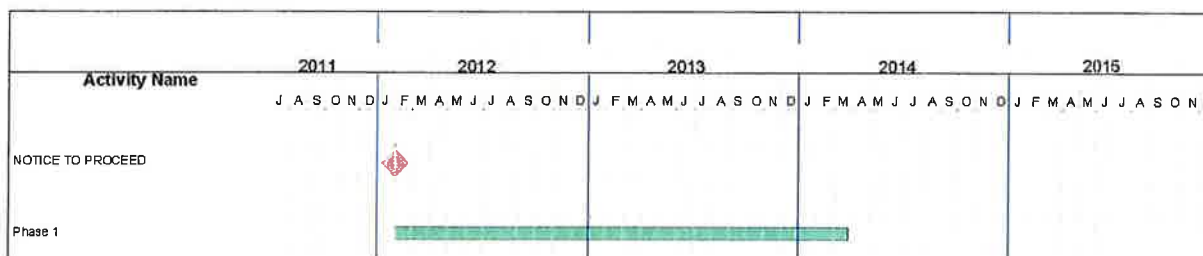 2011 2012 2013 2014 2015
Activity Name
J A S O N D J F M A M J J A S O N D J F M A M J J A S O N D J F M A M J J A S O N D J F M A M J J A S O N
NOTICE TO PROCEED
Phase 1